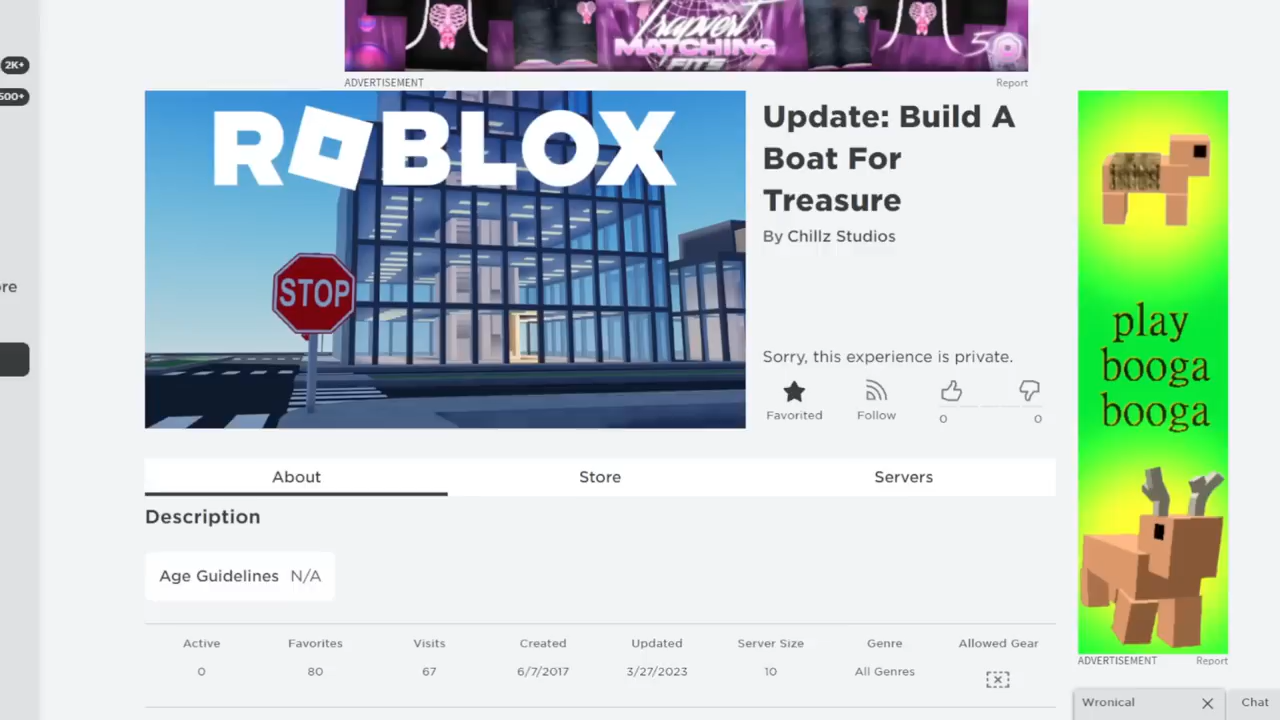 2K+
500+
ore
Trapvert
MATCHING
FITS
5
ADVERTISEMENT
Report
ROBLOX
STOP
Update: Build A
Boat For
Treasure
By Chillz Studios
Sorry, this experience is private.
Favorited
Follow
0
0
play
booga
booga
ADVERTISEMENT
Report
About
Store
Servers
Description
Age Guidelines N/A
Active Favorites Visits Created Updated Server Size Genre Allowed Gear
0 80 67 6/7/2017 3/27/2023 10 All Genres
Wronical
Chat